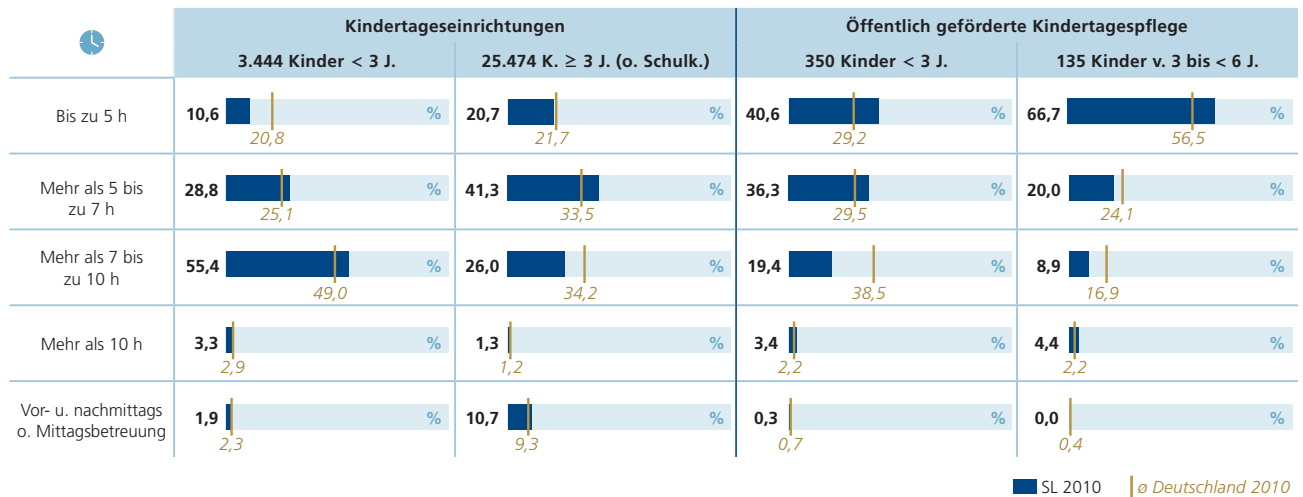 Kindertageseinrichtungen
Öffentlich geförderte Kindertagespflege
3.444 Kinder < 3 J.
25.474 K. ≥ 3 J. (o. Schulk.)
350 Kinder < 3 J.
135 Kinder v. 3 bis < 6 J.
Bis zu 5 h
10,6 %
20,8
20,7 %
21,7
40,6 %
29,2
66,7 %
56,5
Mehr als 5 bis
zu 7 h
28,8 %
25,1
41,3 %
33,5
36,3 %
29,5
20,0 %
24,1
Mehr als 7 bis
zu 10 h
55,4 %
49,0
26,0 %
34,2
19,4 %
38,5
8,9 %
16,9
Mehr als 10 h
3,3 %
2,9
1,3 %
1,2
3,4 %
2,2
4,4 %
2,2
Vor- u. nachmittags
o. Mittagsbetreuung
1,9 %
2,3
10,7 %
9,3
0,3 %
0,7
0,0 %
0,4
SL 2010
ø Deutschland 2010